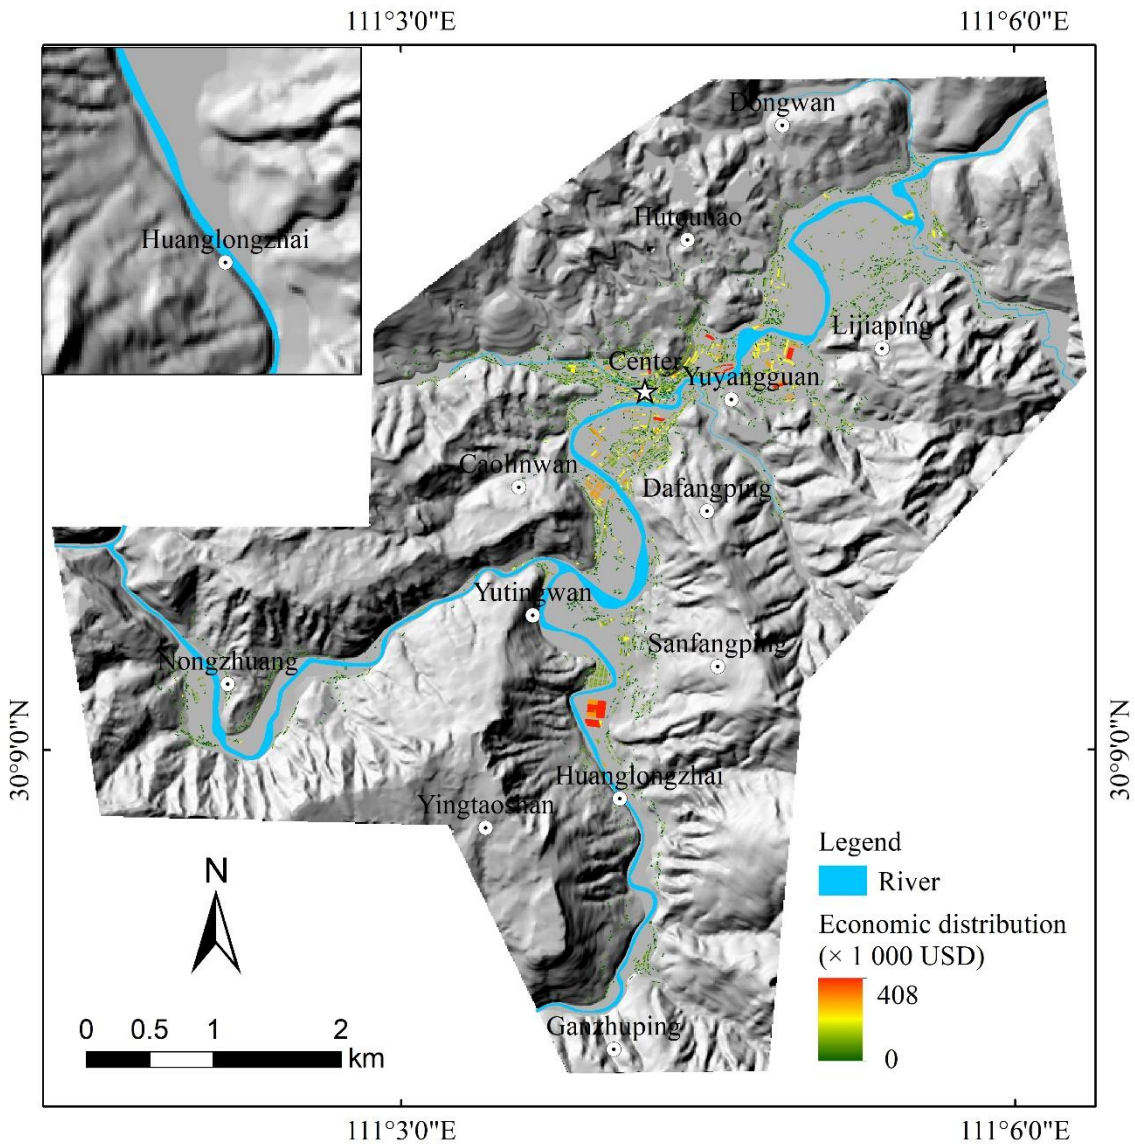 111°3'0"E
111°6'0"E
Huanglongzhai
Dongwan
Hutounao
Lijiaping
Center
Yuyangguan
Caolinwan
Dafangping
Yutingwan
Sanfangping
Nongzhuang
30°9'0"N
30°9'0"N
Huanglongzhai
Yingtaoshan
Ganzhuping
N
0 0.5 1 2
km
Legend
River
Economic distribution
(× 1 000 USD)
408
0
111°3'0"E
111°6'0"E